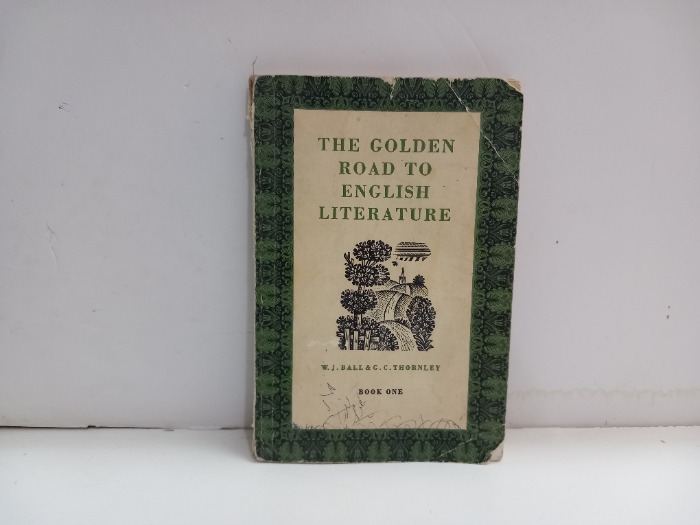 THE GOLDEN
ROAD TO
ENGLISH
LITERATURE
W. J. BALL & G. C. THORNLEY
BOOK ONE